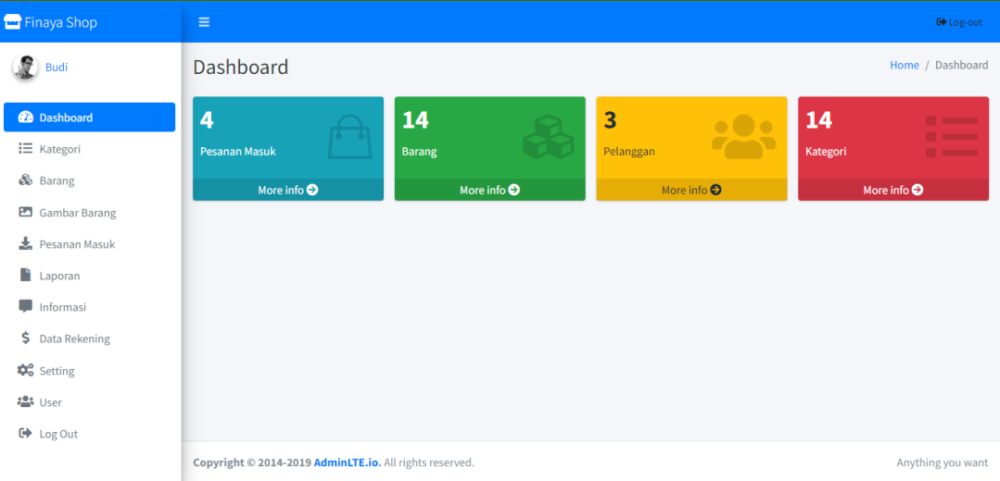 Finaya Shop
Log-out
Budi
Dashboard
Kategori
Barang
Gambar Barang
Pesanan Masuk
Laporan
Informasi
Data Rekening
Setting
User
Log Out
Dashboard
Home / Dashboard
4
Pesanan Masuk
More info
14
Barang
More info
3
Pelanggan
More info
14
Kategori
More info
Copyright © 2014-2019 AdminLTE.io. All rights reserved.
Anything you want